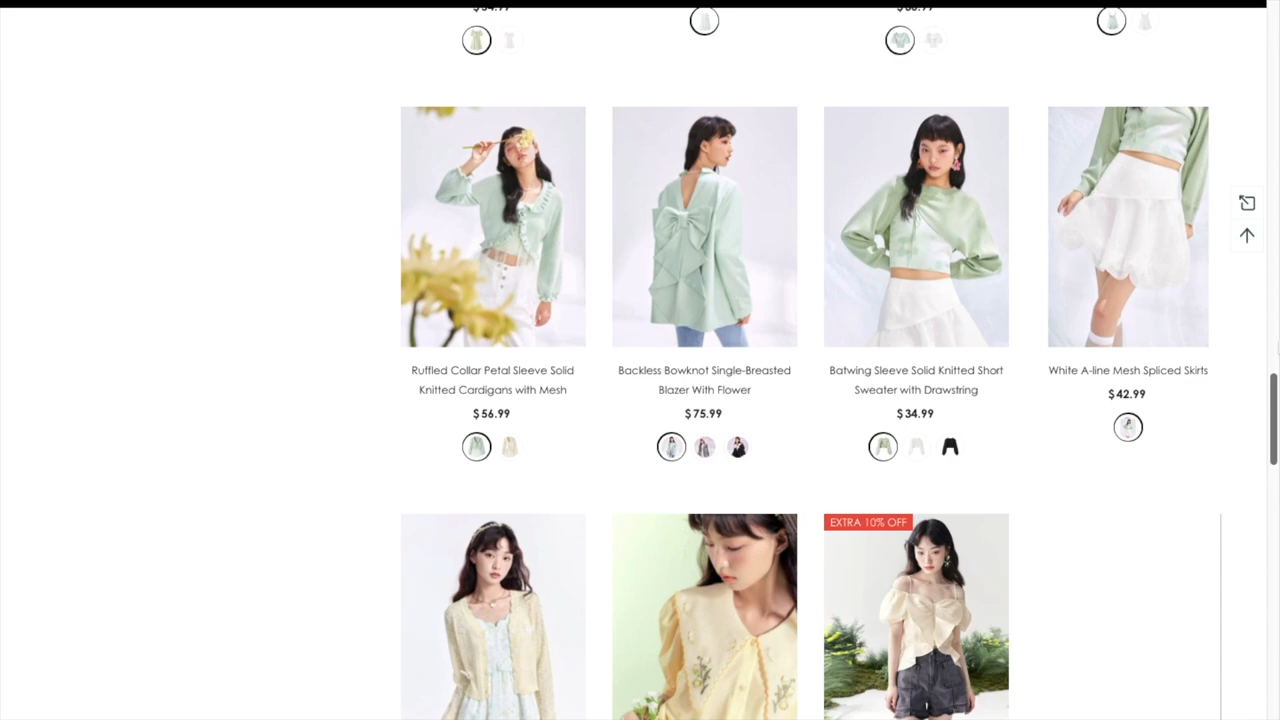 Ruffled Collar Petal Sleeve Solid
Knitted Cardigans with Mesh
$56.99
Backless Bowknot Single-Breasted
Blazer With Flower
$75.99
Batwing Sleeve Solid Knitted Short
Sweater with Drawstring
$34.99
White A-line Mesh Spliced Skirts
$42.99
EXTRA 10% OFF